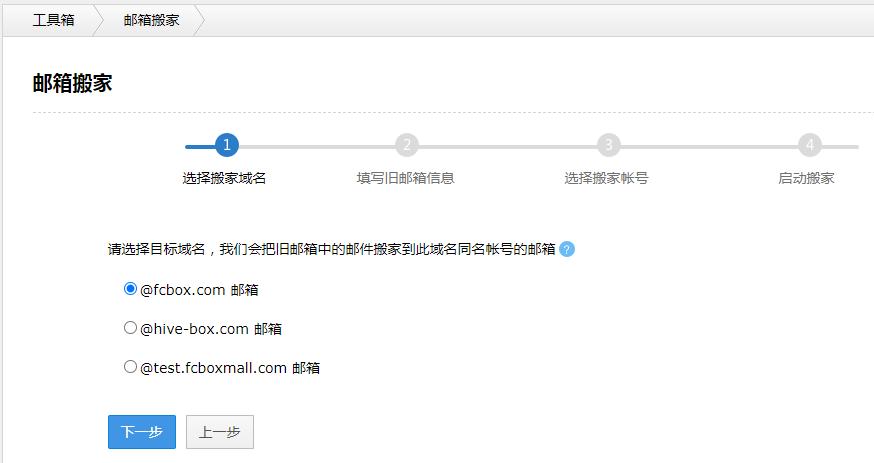 工具箱 邮箱搬家
邮箱搬家
1 2 3 4
选择搬家域名 填写旧邮箱信息 选择搬家帐号 启动搬家
请选择目标域名，我们会把旧邮箱中的邮件搬家到此域名同名帐号的邮箱 ?
@fcbox.com 邮箱
@hive-box.com 邮箱
@test.fcboxmall.com 邮箱
下一步 上一步